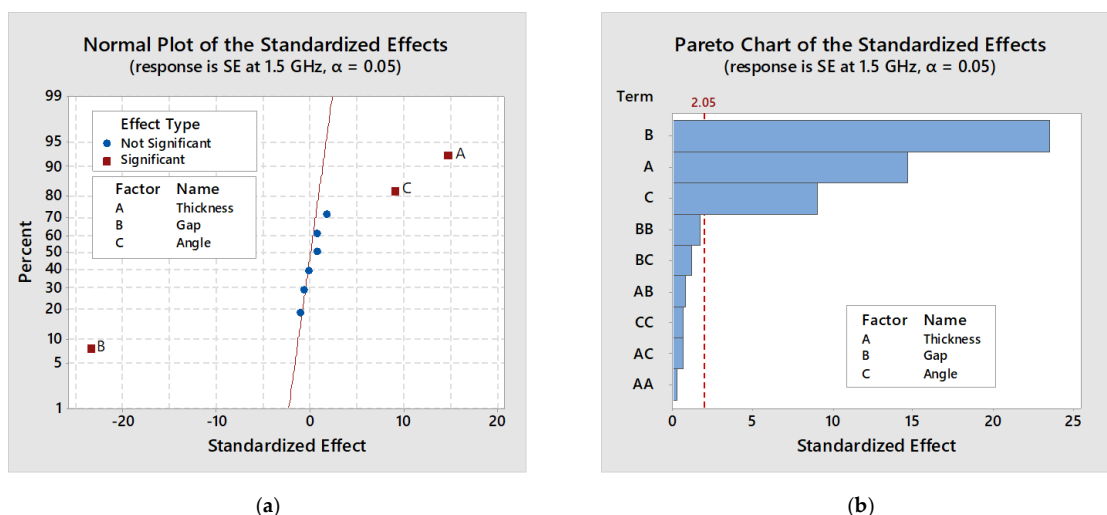 Normal Plot of the Standardized Effects
(response is SE at 1.5 GHz, α = 0.05)
99
95
90
80
70
60
50
40
30
20
10
5
1
Percent
Effect Type
Not Significant
Significant
Factor Name
A Thickness
B Gap
C Angle
A
C
B
-20 -10 0 10 20
Standardized Effect
(a)
Pareto Chart of the Standardized Effects
(response is SE at 1.5 GHz, α = 0.05)
Term
2.05
B
A
C
BB
BC
AB
CC
AC
AA
Factor Name
A Thickness
B Gap
C Angle
0 5 10 15 20 25
Standardized Effect
(b)